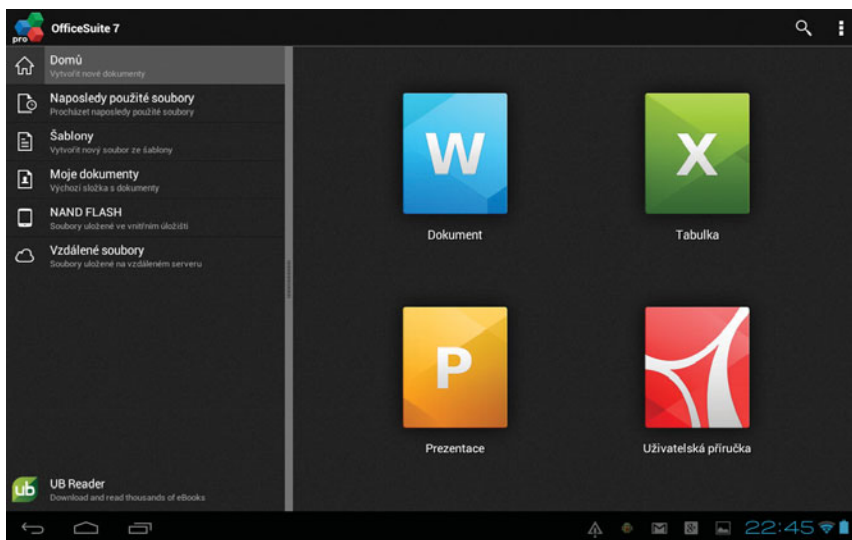 pro
OfficeSuite 7
Domů
Vytvořit nové dokumenty
Naposledy použité soubory
Procházet naposledy použité soubory
Šablony
Vytvořit nový soubor ze šablony
Moje dokumenty
Výchozí složka s dokumenty
NAND FLASH
Soubory uložené ve vnitřním úložišti
Vzdálené soubory
Soubory uložené na vzdáleném serveru
W
Dokument
X
Tabulka
P
Prezentace
Uživatelská příručka
ub
UB Reader
Download and read thousands of eBooks
22:45